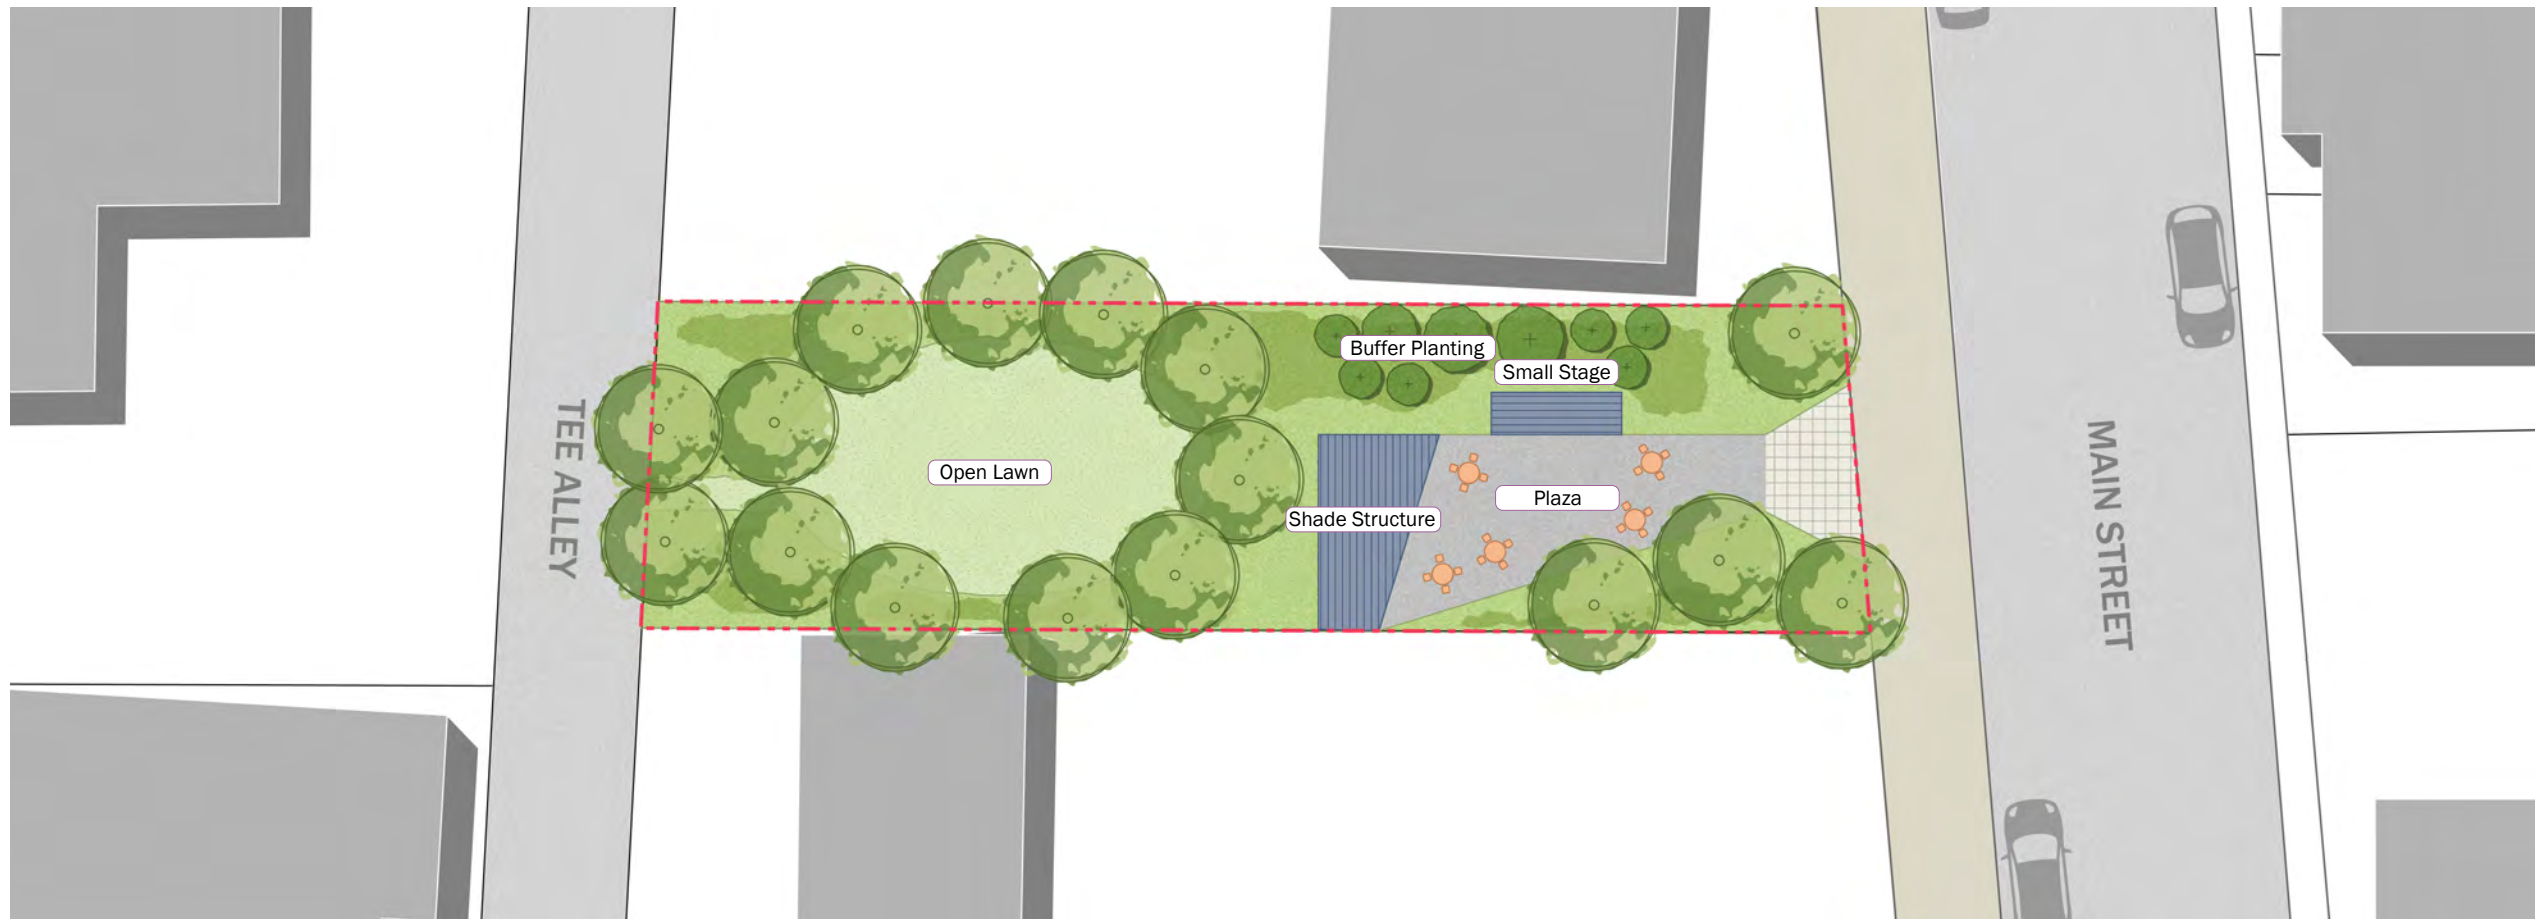 Buffer Planting
Small Stage
Open Lawn
Plaza
Shade Structure
TEE ALLEY
MAIN STREET